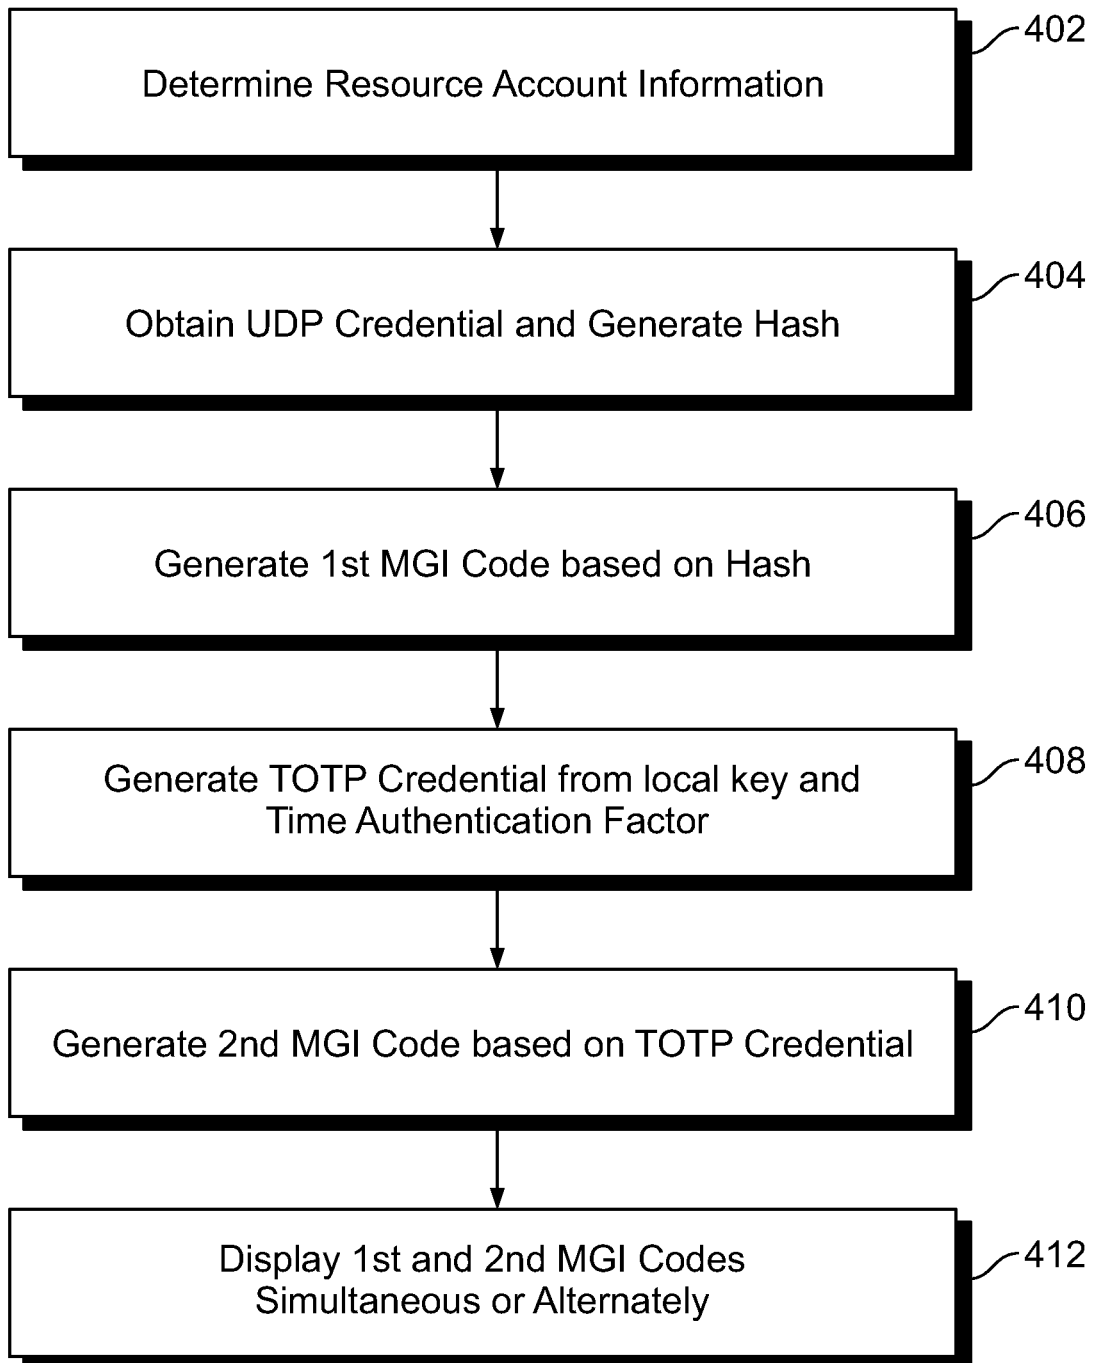 402
Determine Resource Account Information
404
Obtain UDP Credential and Generate Hash
406
Generate 1st MGI Code based on Hash
408
Generate TOTP Credential from local key and
Time Authentication Factor
410
Generate 2nd MGI Code based on TOTP Credential
412
Display 1st and 2nd MGI Codes
Simultaneous or Alternately